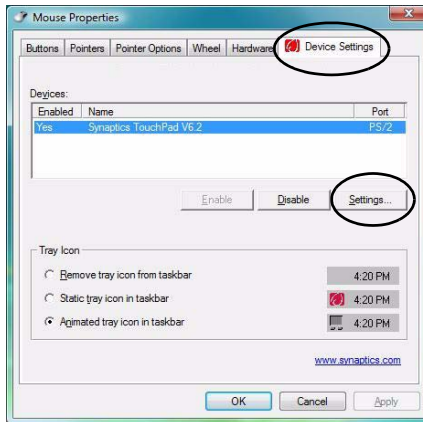 Mouse Properties
Buttons Pointers Pointer Options Wheel Hardware Device Settings
Devices:
Enabled Name Port
Yes Synaptics TouchPad V6.2 PS/2
Enable Disable Settings...
Tray Icon
Remove tray icon from taskbar 4:20 PM
Static tray icon in taskbar 4:20 PM
Animated tray icon in taskbar 4:20 PM
www.synaptics.com
OK Cancel Apply